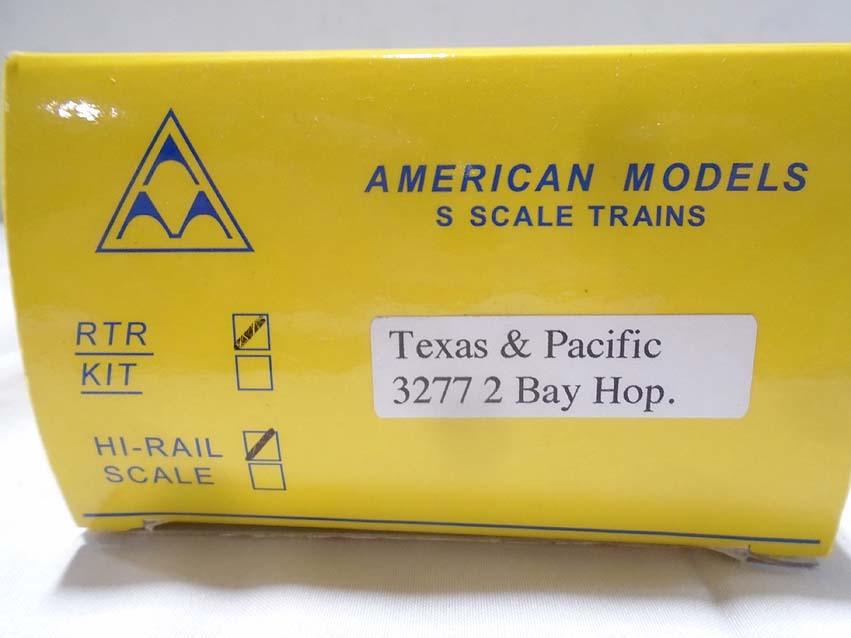 AMERICAN MODELS
S SCALE TRAINS
RTR
KIT
Texas & Pacific
3277 2 Bay Hop.
HI-RAIL
SCALE